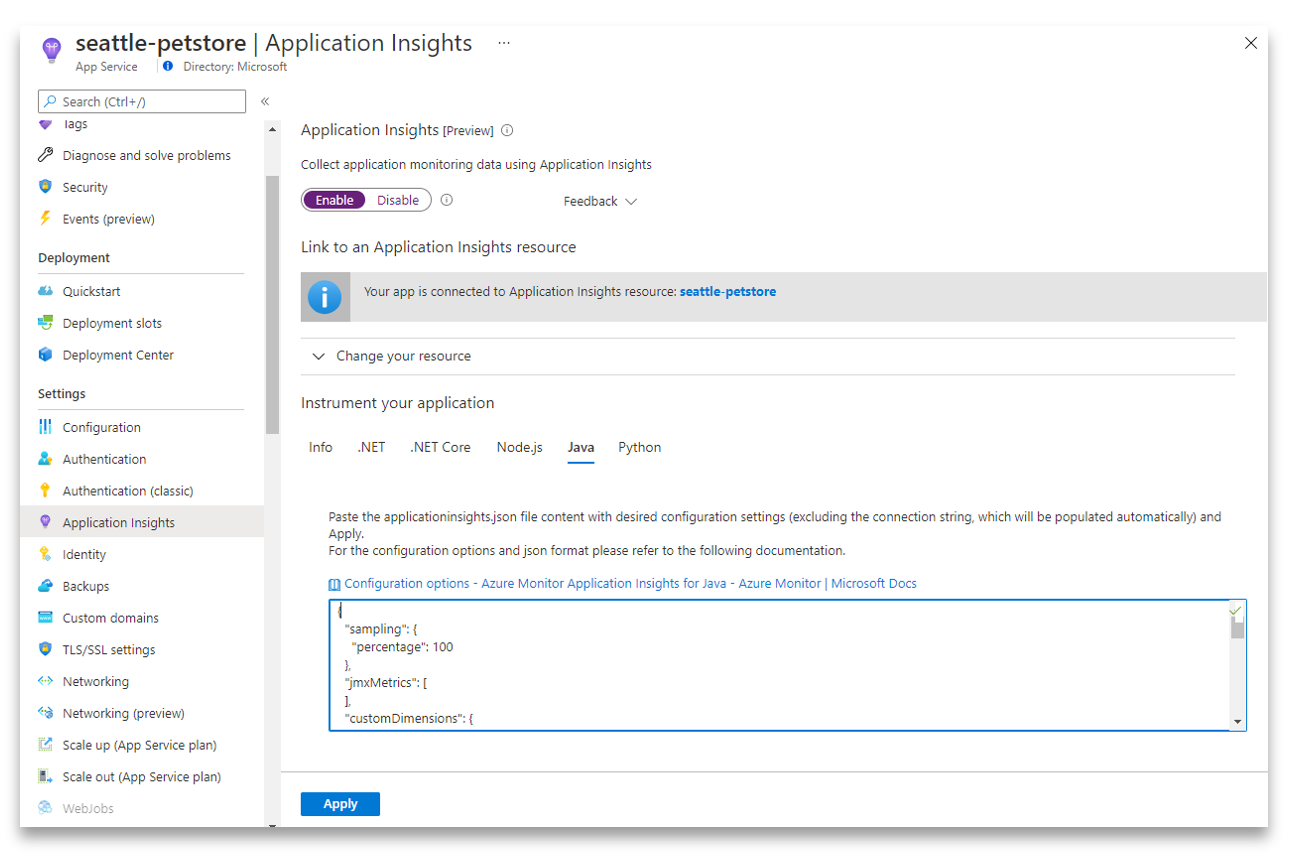 seattle-petstore | Application Insights ...
App Service Directory: Microsoft
Search (Ctrl+/)
Tags
Diagnose and solve problems
Security
Events (preview)
Deployment
Quickstart
Deployment slots
Deployment Center
Settings
Configuration
Authentication
Authentication (classic)
Application Insights
Identity
Backups
Custom domains
TLS/SSL settings
Networking
Networking (preview)
Scale up (App Service plan)
Scale out (App Service plan)
WebJobs
Application Insights [Preview]
Collect application monitoring data using Application Insights
Enable Disable Feedback
Link to an Application Insights resource
Your app is connected to Application Insights resource: seattle-petstore
Change your resource
Instrument your application
Info .NET .NET Core Node.js Java Python
Paste the applicationinsights.json file content with desired configuration settings (excluding the connection string, which will be populated automatically) and
Apply.
For the configuration options and json format please refer to the following documentation.
Configuration options - Azure Monitor Application Insights for Java - Azure Monitor | Microsoft Docs
{
"sampling": {
"percentage": 100
},
"jmxMetrics": [
],
"customDimensions": {
Apply